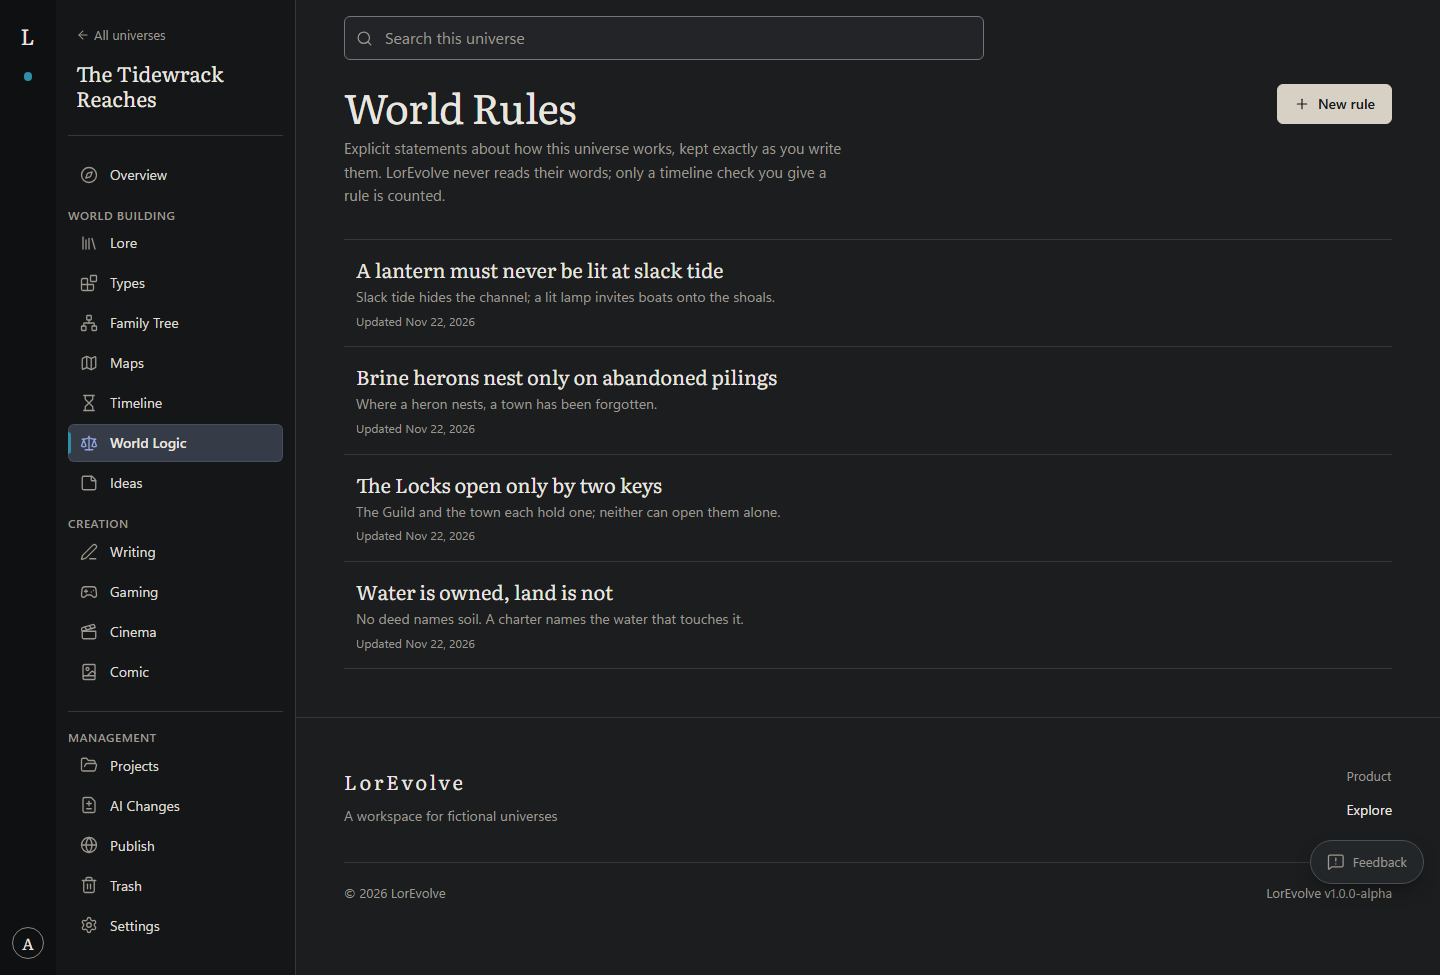 L
All universes
The Tidewrack
Reaches
Overview
WORLD BUILDING
Lore
Types
Family Tree
Maps
Timeline
World Logic
Ideas
CREATION
Writing
Gaming
Cinema
Comic
MANAGEMENT
Projects
AI Changes
Publish
Trash
Settings
A
Search this universe
World Rules
New rule
Explicit statements about how this universe works, kept exactly as you write
them. LorEvolve never reads their words; only a timeline check you give a
rule is counted.
A lantern must never be lit at slack tide
Slack tide hides the channel; a lit lamp invites boats onto the shoals.
Updated Nov 22, 2026
Brine herons nest only on abandoned pilings
Where a heron nests, a town has been forgotten.
Updated Nov 22, 2026
The Locks open only by two keys
The Guild and the town each hold one; neither can open them alone.
Updated Nov 22, 2026
Water is owned, land is not
No deed names soil. A charter names the water that touches it.
Updated Nov 22, 2026
LorEvolve
A workspace for fictional universes
Product
Explore
Feedback
© 2026 LorEvolve
LorEvolve v1.0.0-alpha